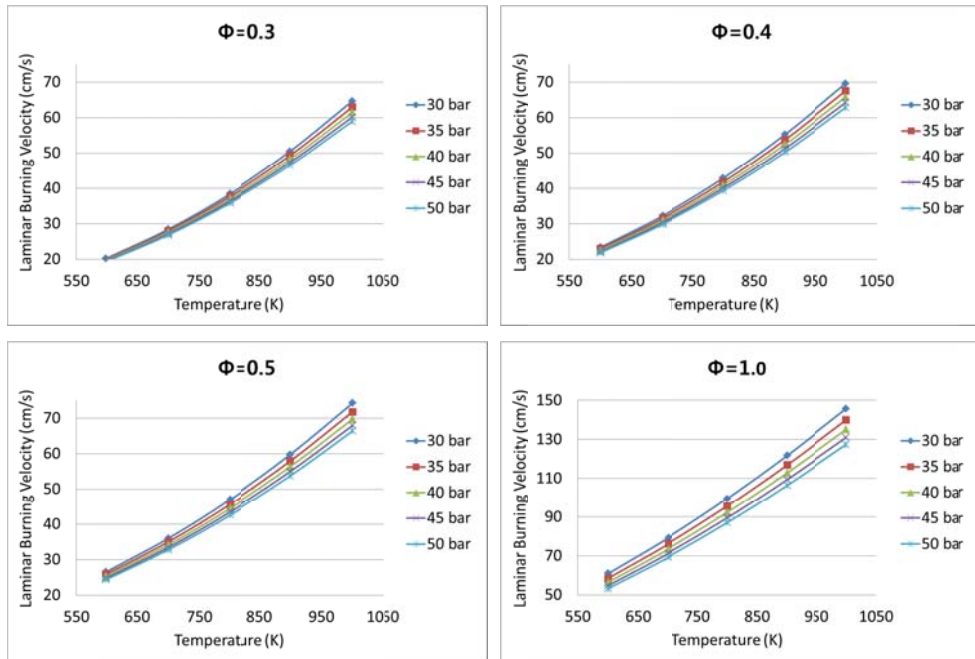 Φ=0.3
Laminar Burning Velocity (cm/s)
70
60
50
40
30
20
550 650 750 850 950 1050
Temperature (K)
30 bar
35 bar
40 bar
45 bar
50 bar
Φ=0.4
Laminar Burning Velocity (cm/s)
70
60
50
40
30
20
550 650 750 850 950 1050
Temperature (K)
30 bar
35 bar
40 bar
45 bar
50 bar
Φ=0.5
Laminar Burning Velocity (cm/s)
70
60
50
40
30
20
550 650 750 850 950 1050
Temperature (K)
30 bar
35 bar
40 bar
45 bar
50 bar
Φ=1.0
Laminar Burning Velocity (cm/s)
150
130
110
90
70
50
550 650 750 850 950 1050
Temperature (K)
30 bar
35 bar
40 bar
45 bar
50 bar